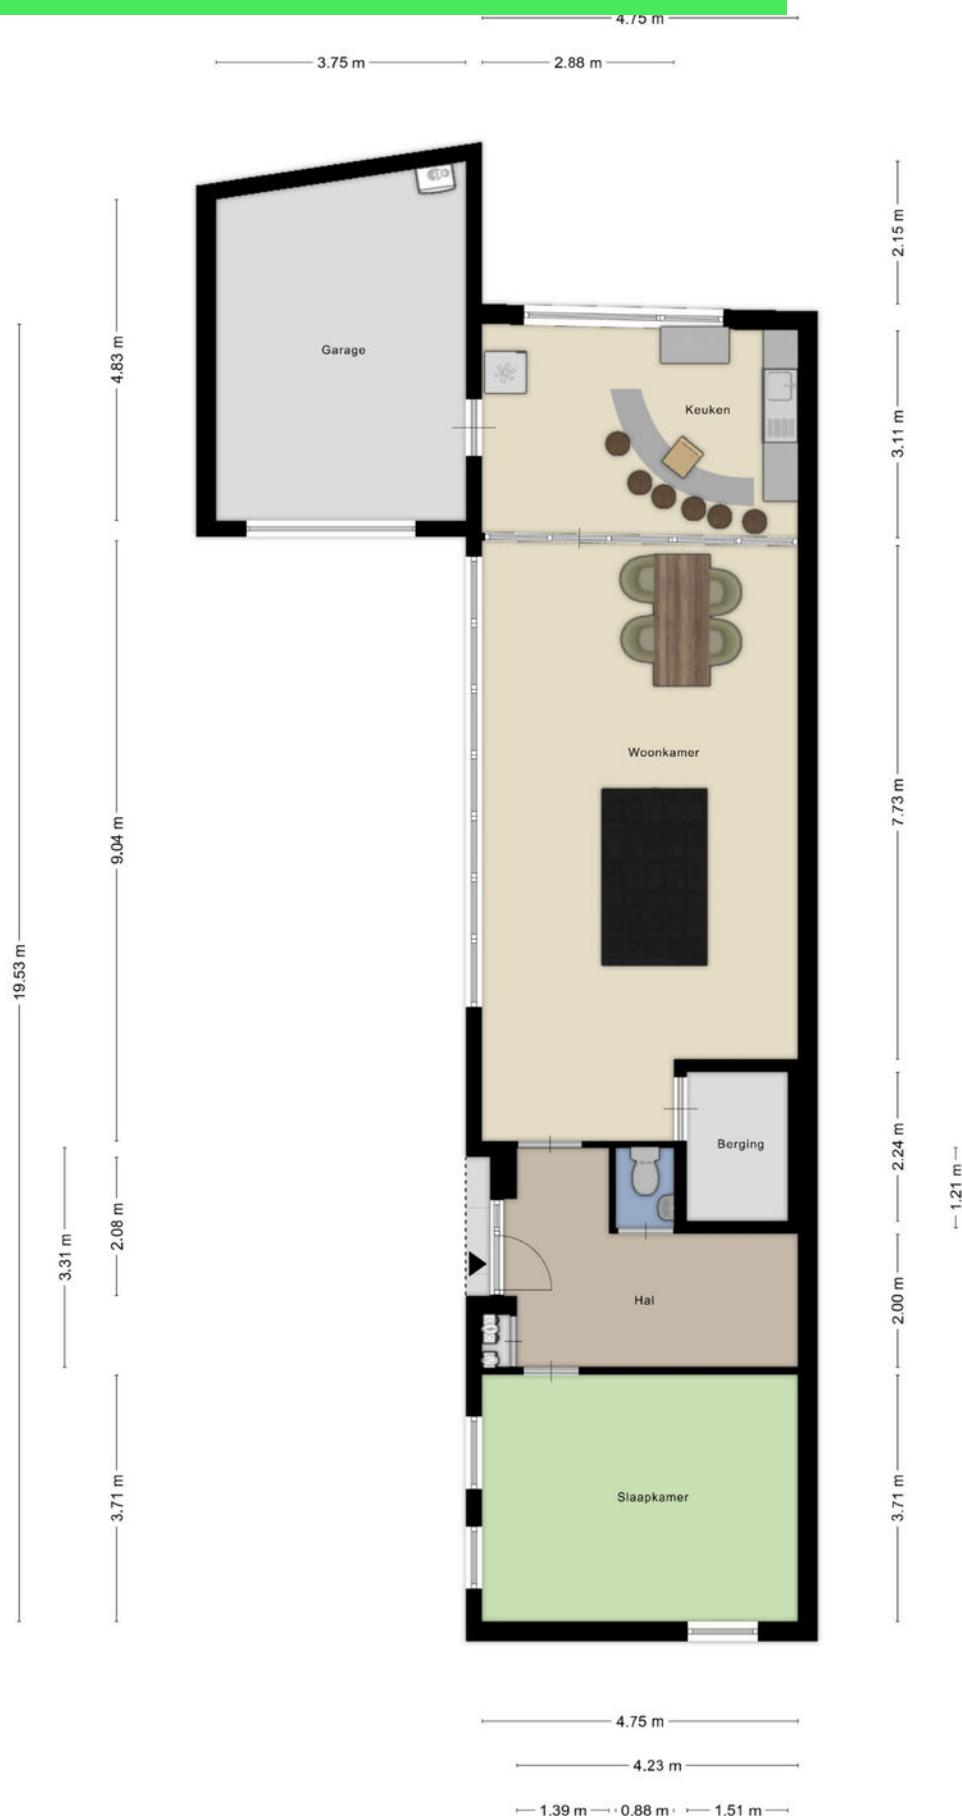 4.75 m
3.75 m
2.88 m
2.15 m
4.83 m
Garage
Keuken
3.11 m
Woonkamer
7.73 m
9.04 m
19.53 m
Berging
2.24 m
1.21 m
2.08 m
3.31 m
Hal
2.00 m
Slaapkamer
3.71 m
3.71 m
4.75 m
4.23 m
1.39 m
0.88 m
1.51 m